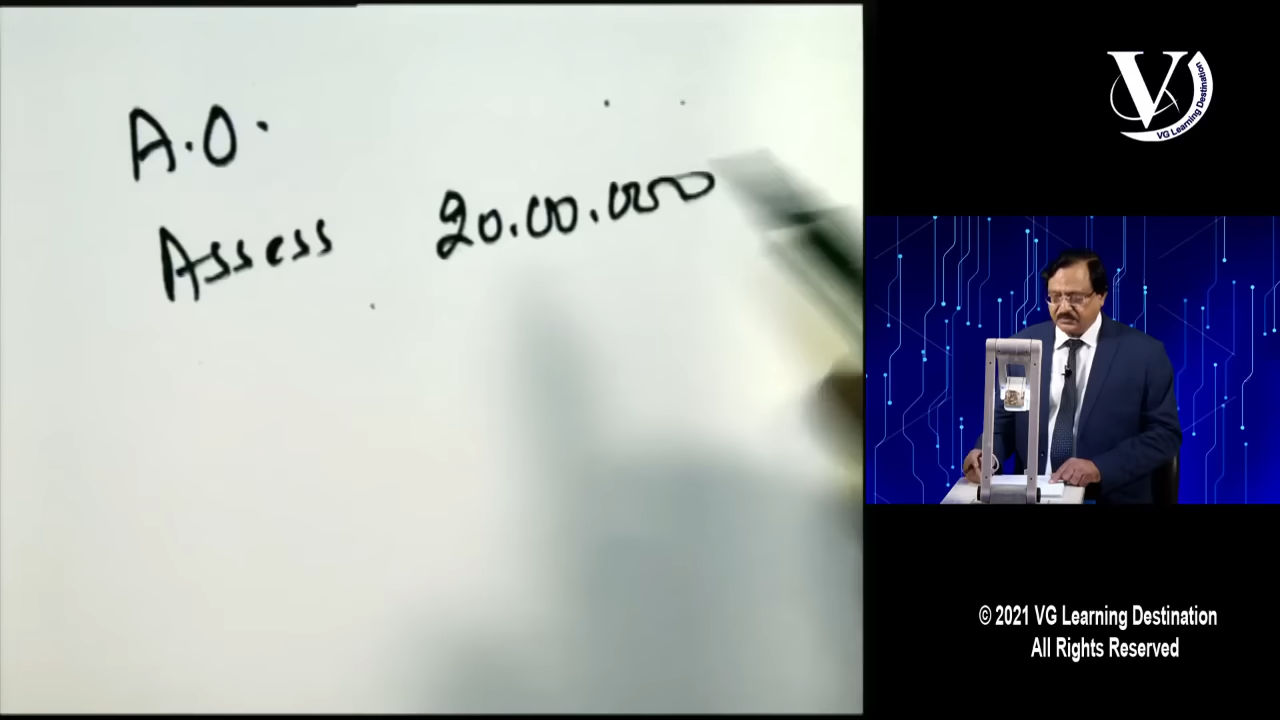 A.O.
Assess 20.00.000
V
VG Learning Destination
© 2021 VG Learning Destination
All Rights Reserved